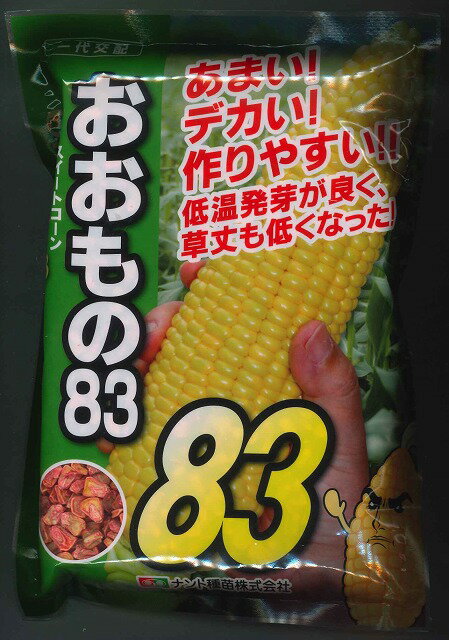 一代交配
スイートコーン
おおもの83
あまい!
デカい!
作りやすい!!
低温発芽が良く、
草丈も低くなった!
83
ナント種苗株式会社